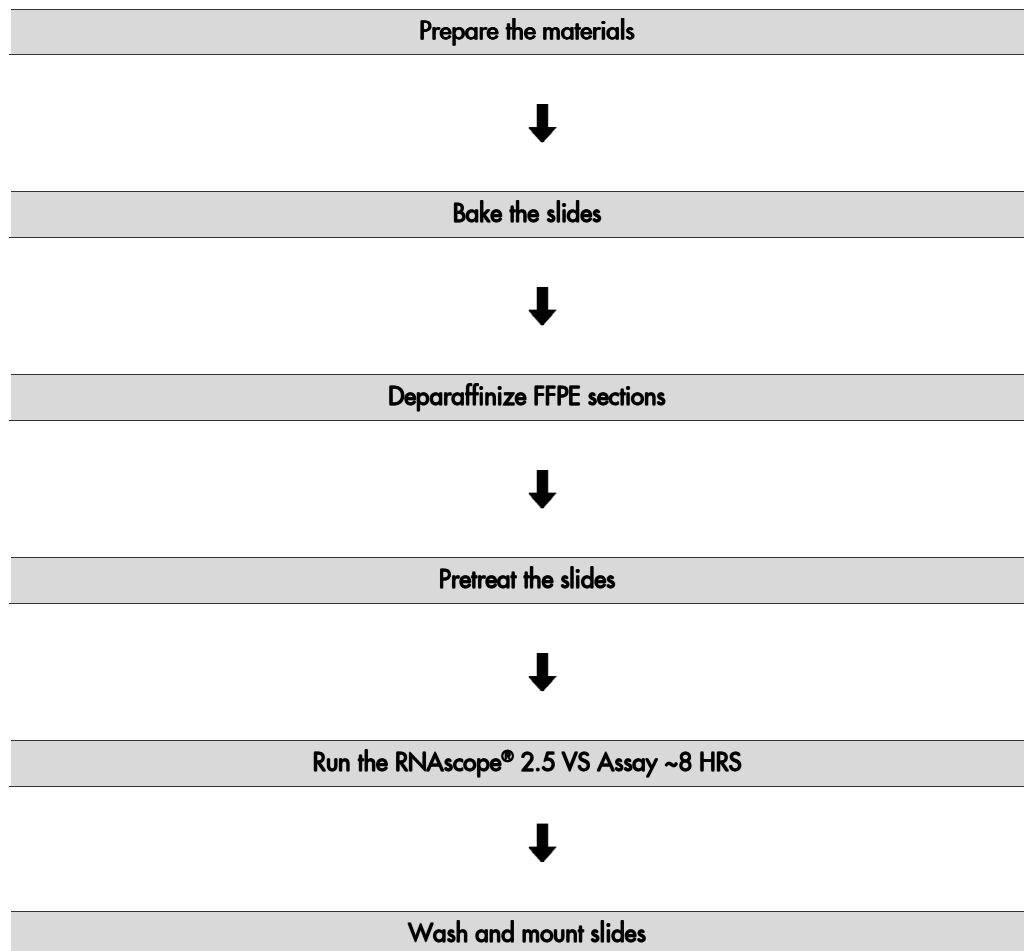 Prepare the materials
Bake the slides
Deparaffinize FFPE sections
Pretreat the slides
Run the RNAscope® 2.5 VS Assay ~8 HRS
Wash and mount slides